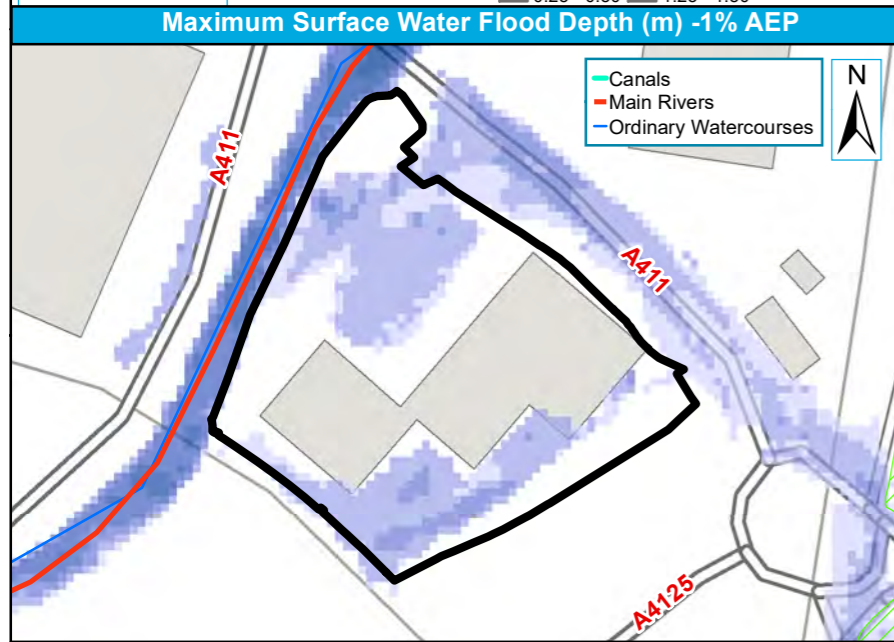 Maximum Surface Water Flood Depth (m) -1% AEP
Canals
Main Rivers
Ordinary Watercourses
N
A411
A411
A4125